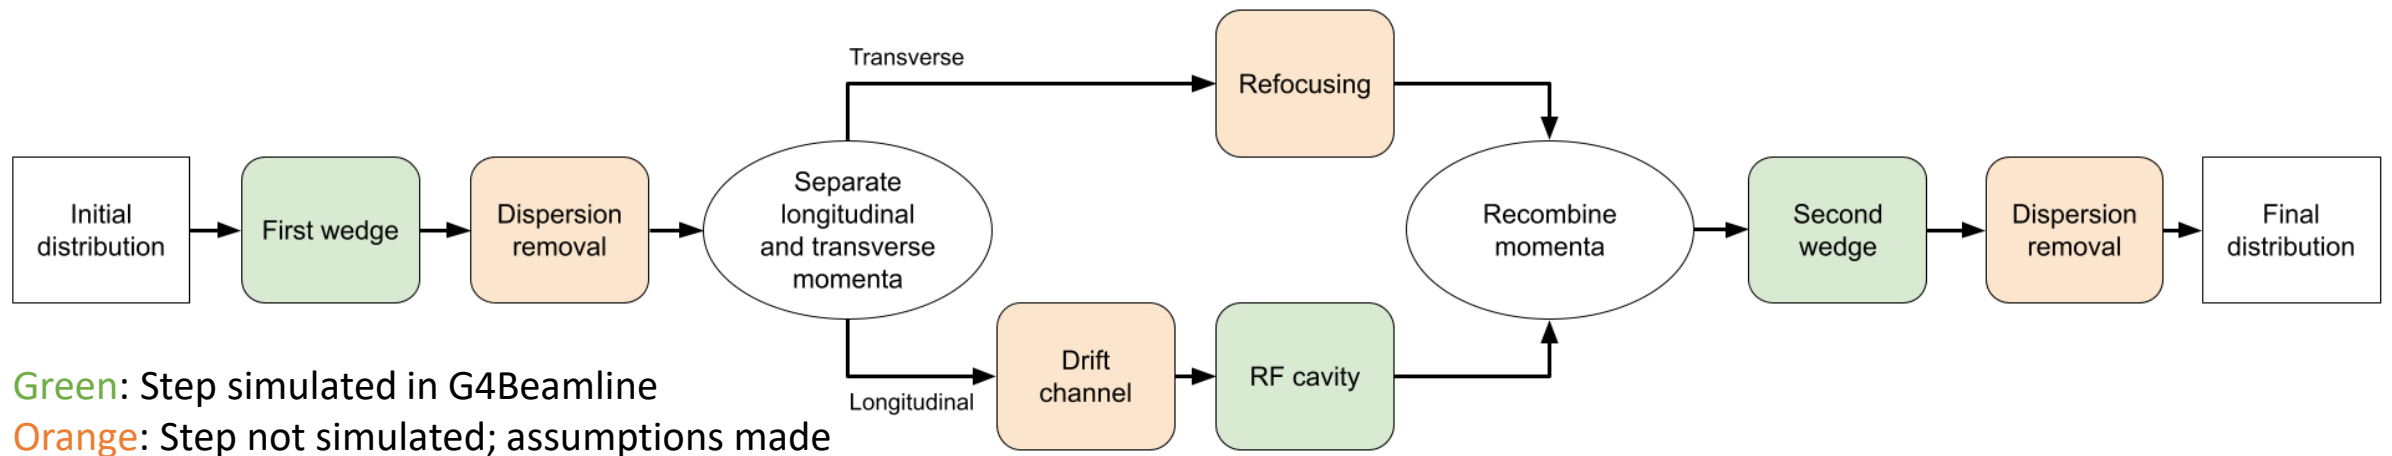 Transverse
Refocusing
Initial
distribution
First wedge
Dispersion
removal
Separate
longitudinal
and transverse
momenta
Recombine
momenta
Second
wedge
Dispersion
removal
Final
distribution
Drift
channel
RF cavity
Longitudinal
Green: Step simulated in G4Beamline
Orange: Step not simulated; assumptions made